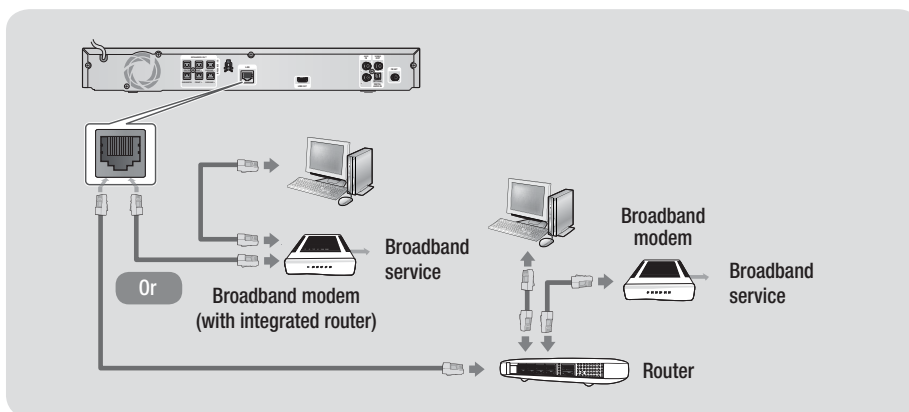 Or
Broadband
service
Broadband modem
(with integrated router)
Broadband
modem
Broadband
service
Router